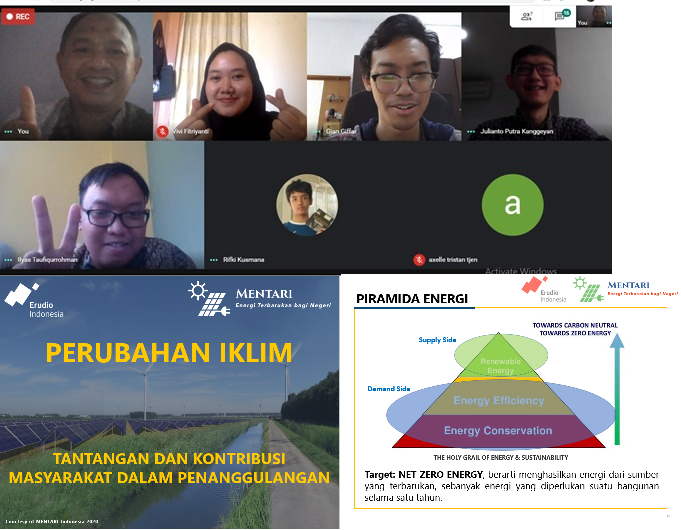 REC
16
You
You
Vivi Fitriyanti
Gian Giffar
Julianto Putra Kanggeyan
Ilyas Taufiqurrohman
Rifki Kusmana
a
axelle tristan tjen
Activate Windows
Erudio
Indonesia
MENTARI
Energi Terbarukan bagi Negeri
PERUBAHAN IKLIM
TANTANGAN DAN KONTRIBUSI
MASYARAKAT DALAM PENANGGULANGAN
Courtesy of MENTARI Indonesia 2020
Erudio
Indonesia
MENTARI
Energi Terbarukan bagi Negeri
PIRAMIDA ENERGI
TOWARDS CARBON NEUTRAL
TOWARDS ZERO ENERGY
Supply Side
Renewable
Energy
Demand Side
Energy Efficiency
Energy Conservation
THE HOLY GRAIL OF ENERGY & SUSTAINABILITY
Target: NET ZERO ENERGY, berarti menghasilkan energi dari sumber
yang terbarukan, sebanyak energi yang diperlukan suatu bangunan
selama satu tahun.